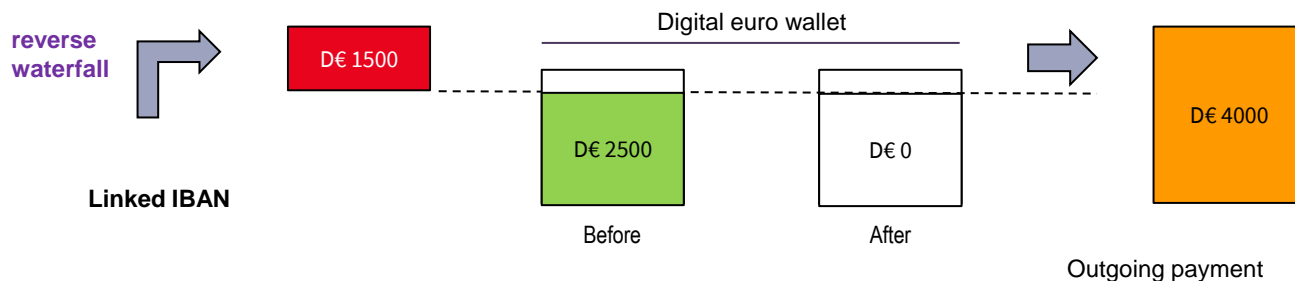 reverse
waterfall
D€ 1500
Digital euro wallet
D€ 2500
D€ 0
D€ 4000
Linked IBAN
Before
After
Outgoing payment